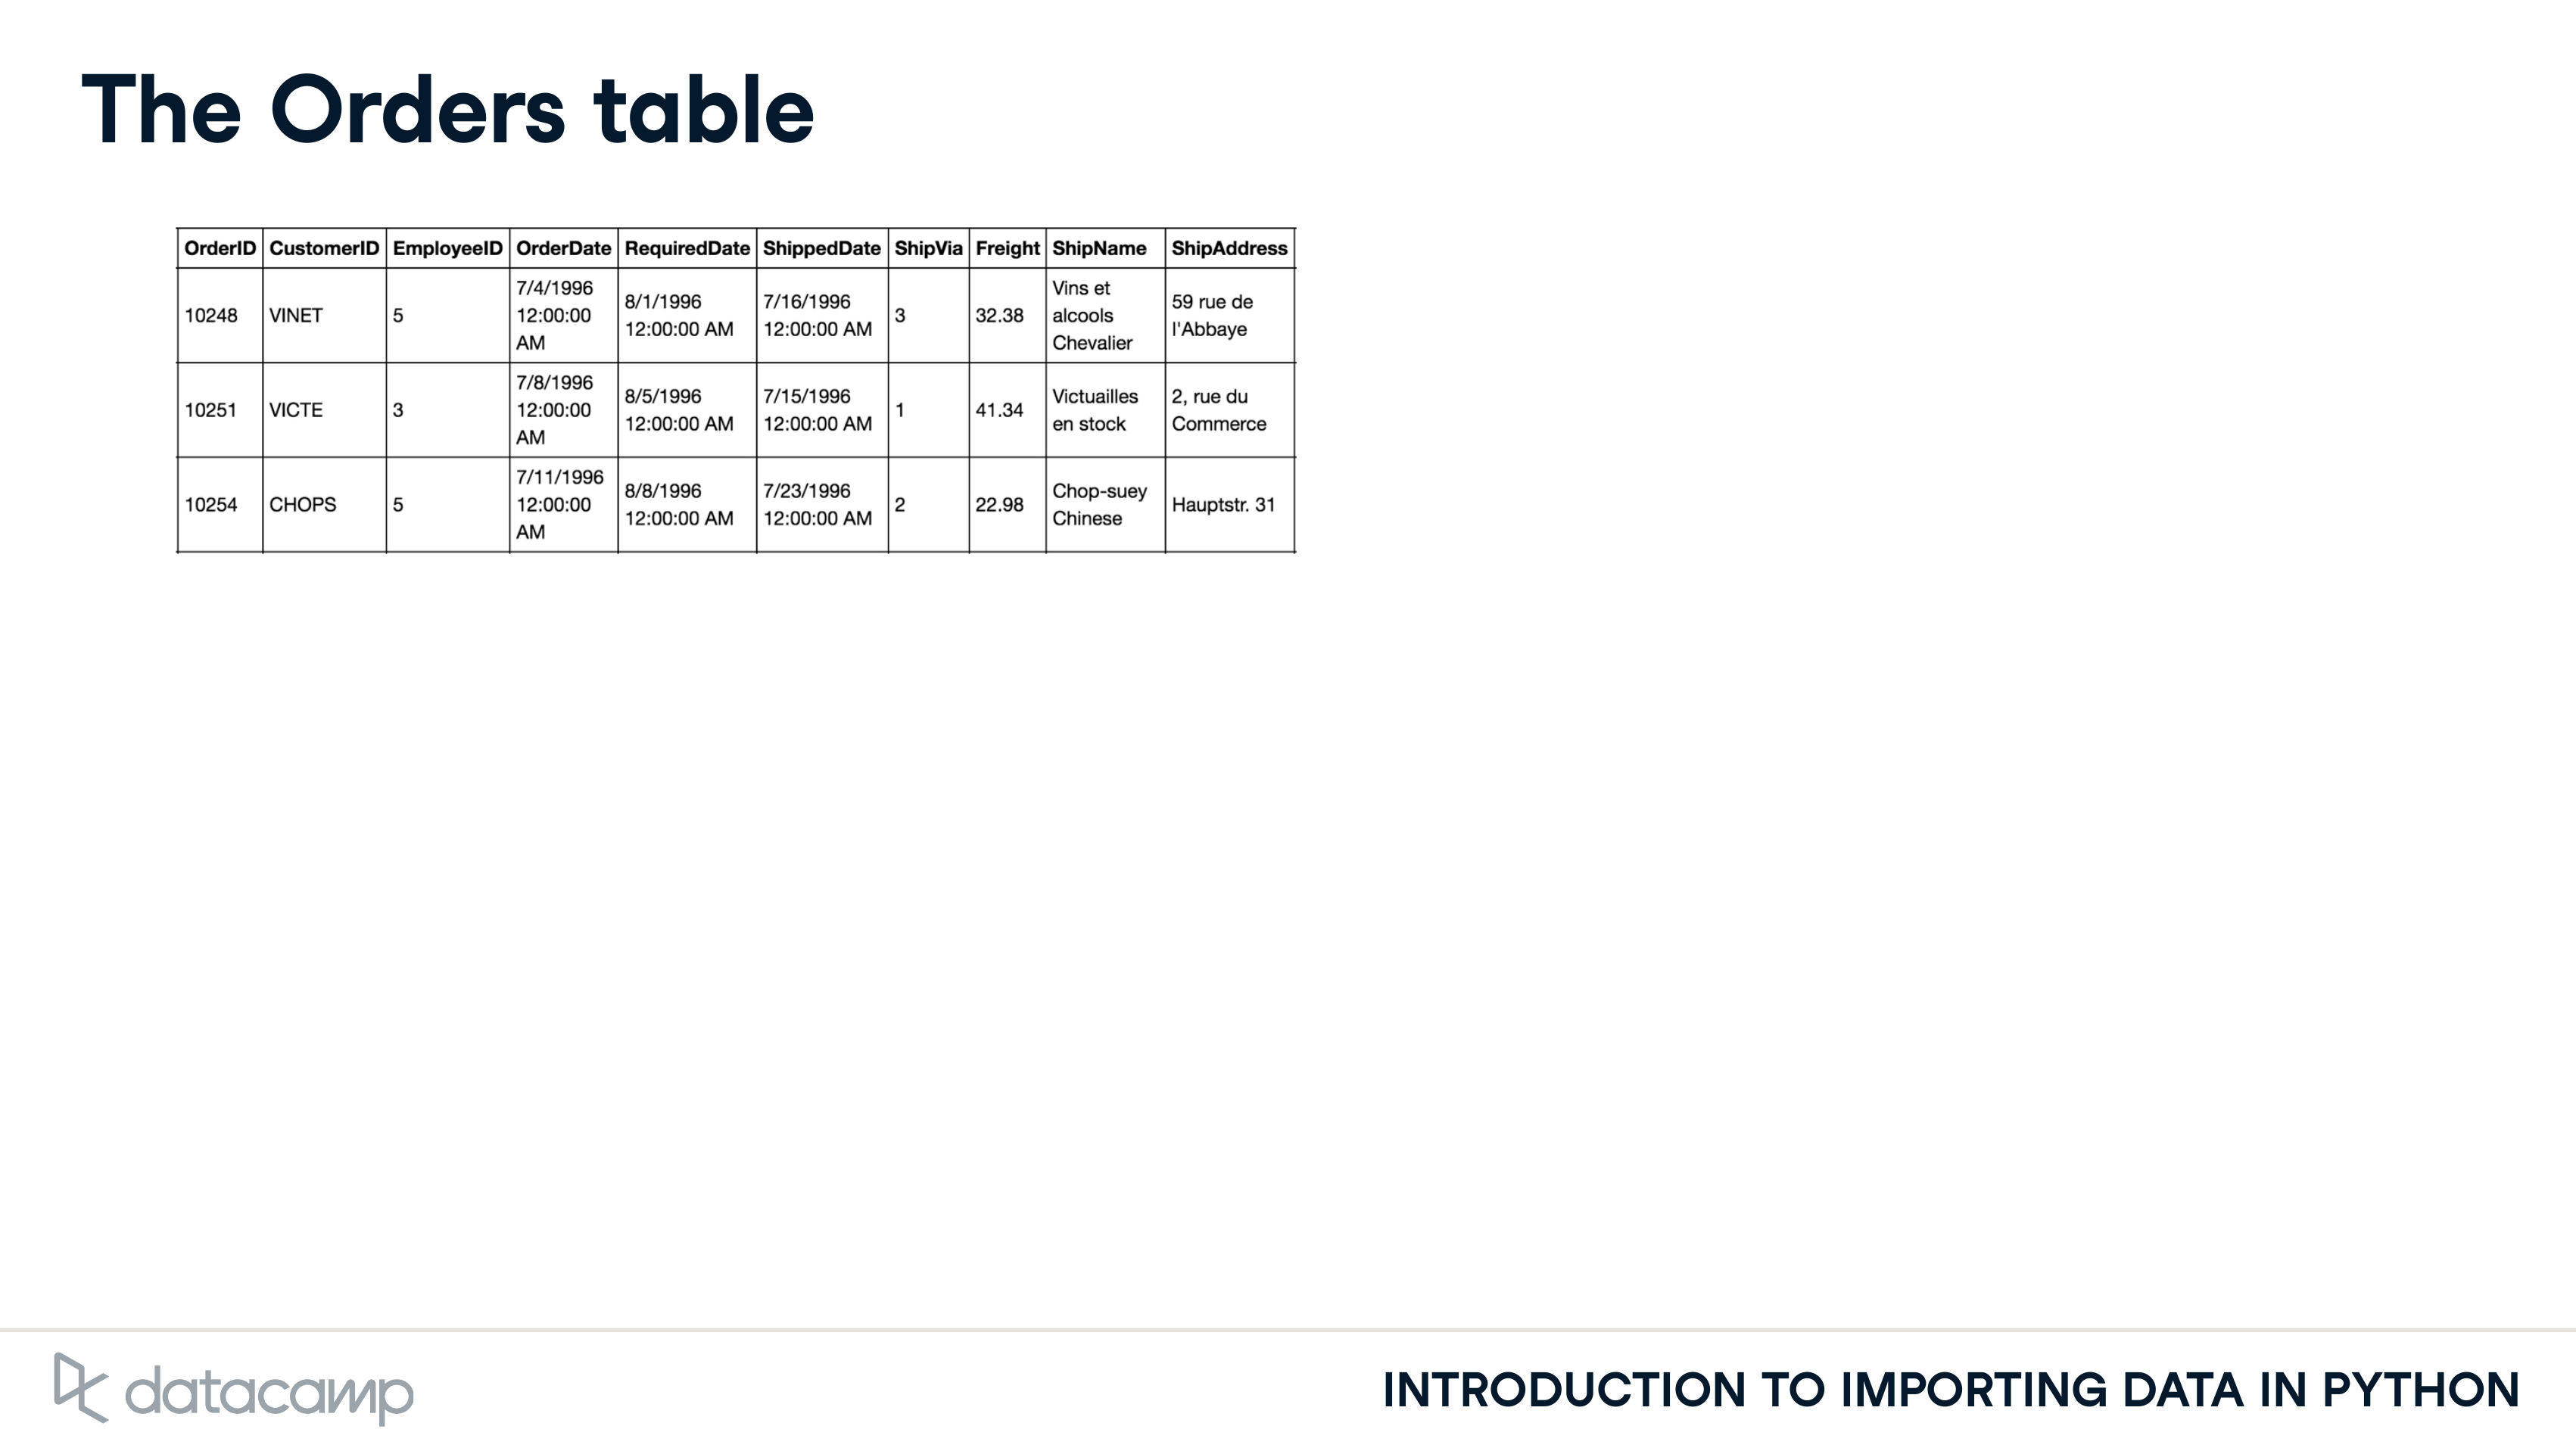 The Orders table
OrderID CustomerID EmployeeID OrderDate RequiredDate ShippedDate ShipVia Freight ShipName ShipAddress
10248 VINET 5 7/4/1996 12:00:00 AM 8/1/1996 12:00:00 AM 7/16/1996 12:00:00 AM 3 32.38 Vins et alcools Chevalier 59 rue de l'Abbaye
10251 VICTE 3 7/8/1996 12:00:00 AM 8/5/1996 12:00:00 AM 7/15/1996 12:00:00 AM 1 41.34 Victuailles en stock 2, rue du Commerce
10254 CHOPS 5 7/11/1996 12:00:00 AM 8/8/1996 12:00:00 AM 7/23/1996 12:00:00 AM 2 22.98 Chop-suey Chinese Hauptstr. 31
datacamp
INTRODUCTION TO IMPORTING DATA IN PYTHON